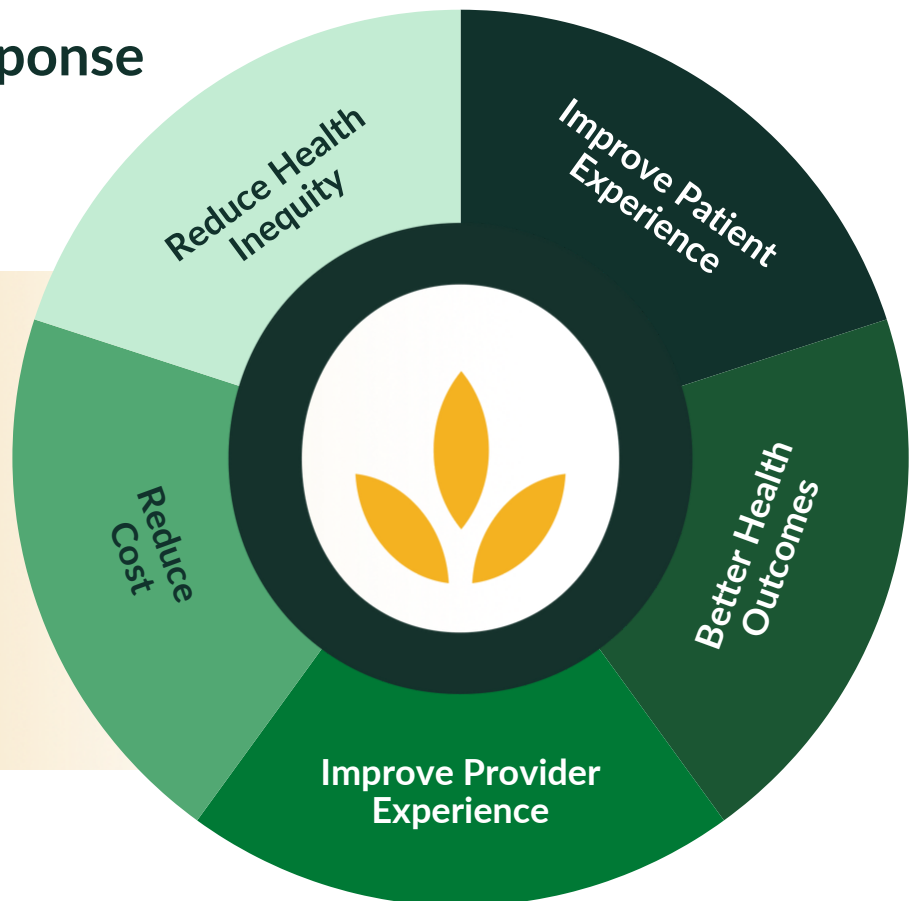 ponse
Reduce Health
Inequity
Improve Patient
Experience
Better Health
Outcomes
Improve Provider
Experience
Reduce
Cost